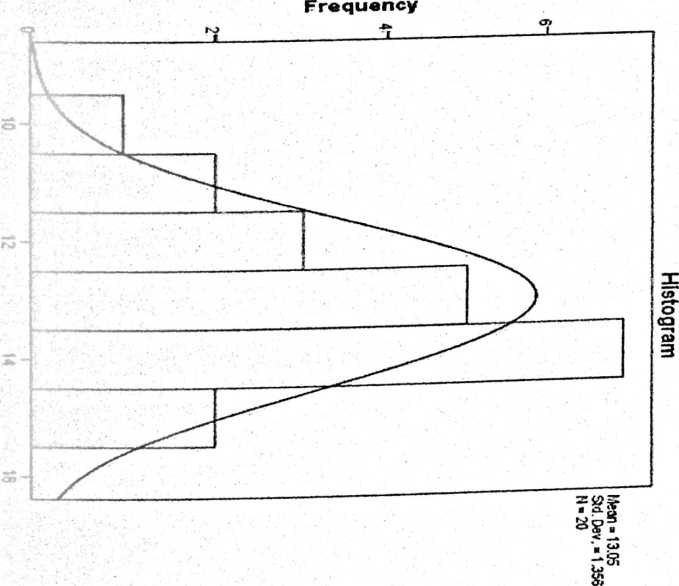 Histogram
Mean = 13.05
Std. Dev. = 1.356
N = 20
Frequency
6
4
2
0
10
12
14
16